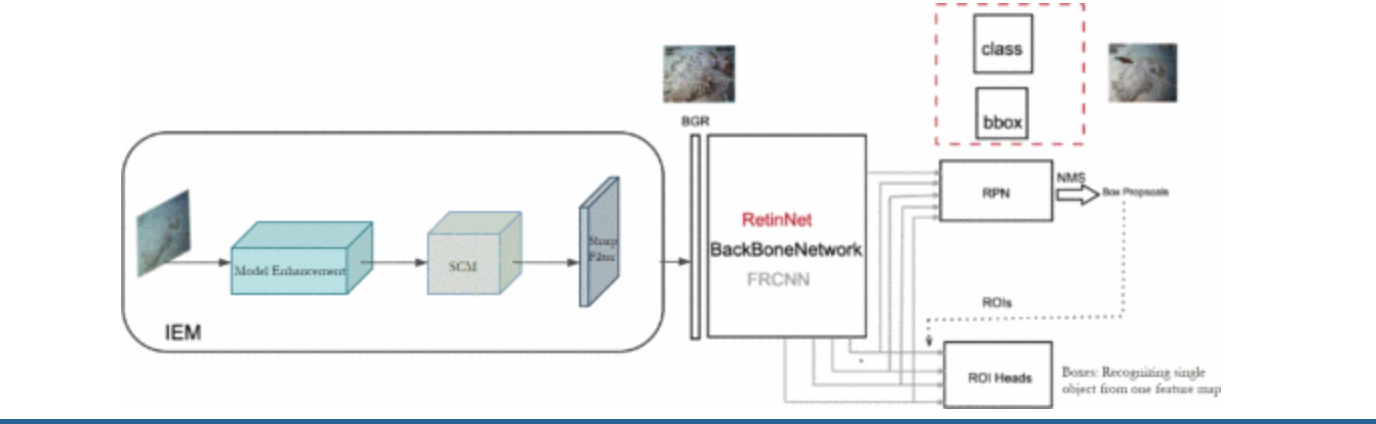 class
bbox
BGR
RPN
NMS
Box Propsoals
RetinNet
BackBoneNetwork
FRCNN
Model Enhancement
SCM
Sharp
Filter
IEM
ROIs
ROI Heads
Boxes: Recognizing single
object from one feature map